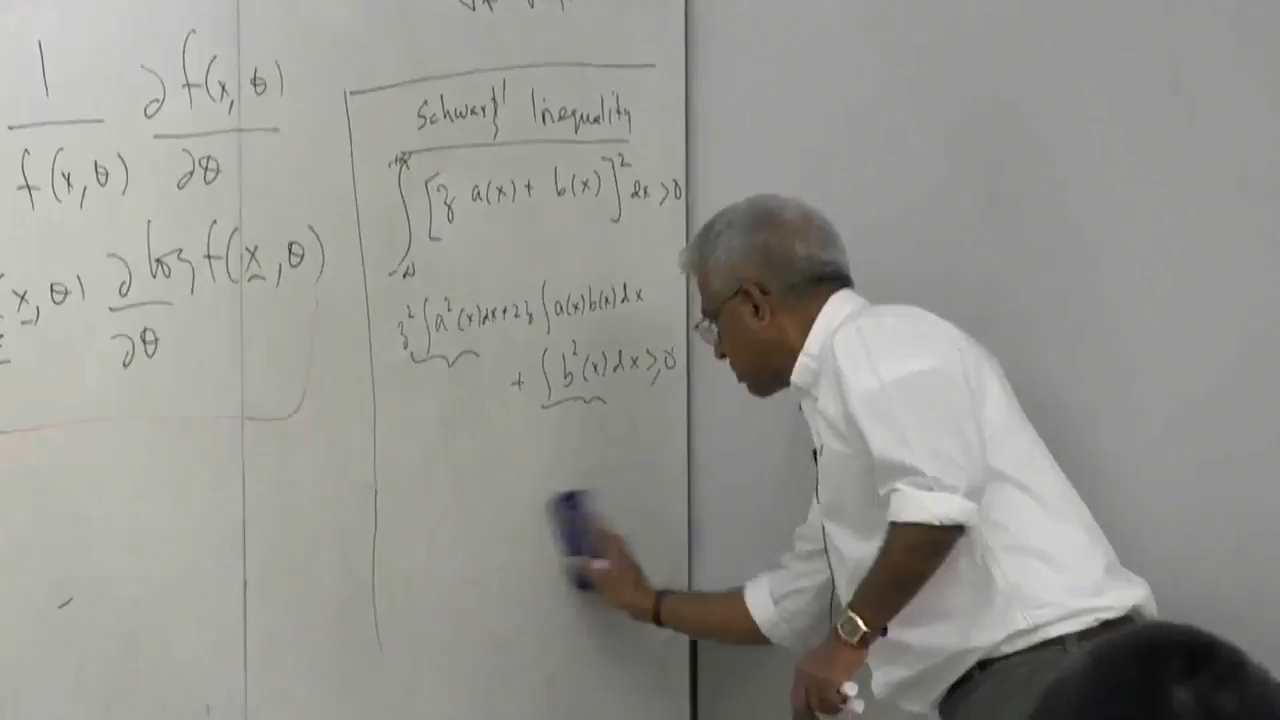 1 ∂ f(x, θ)
f(x, θ) ∂θ
x, θ) ∂ log f(x, θ)
∂θ
Schwarz' Inequality
∫ [z a(x) + b(x)]² dx ≥ 0
z² ∫ a²(x) dx + 2z ∫ a(x) b(x) dx
+ ∫ b²(x) dx ≥ 0